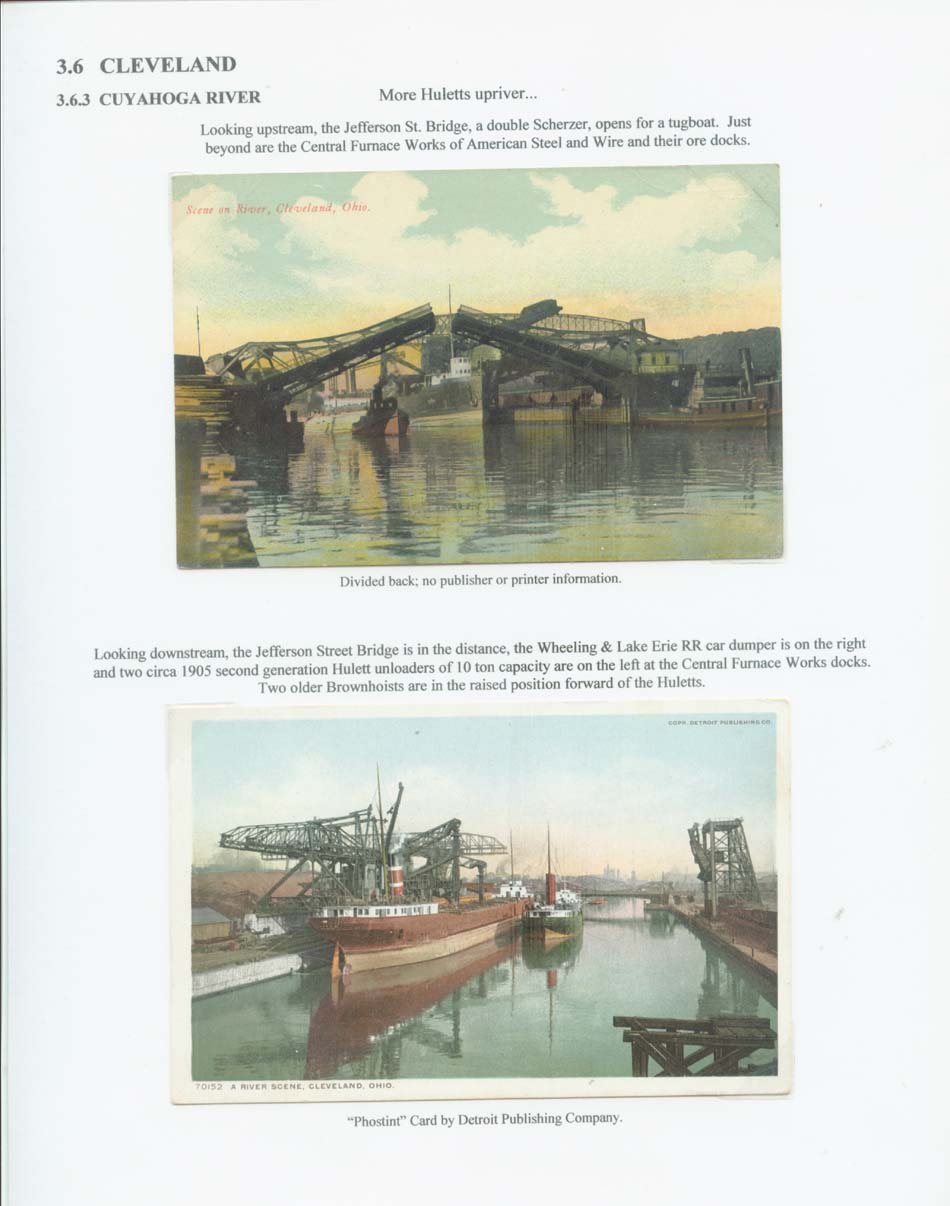 3.6 CLEVELAND
3.6.3 CUYAHOGA RIVER
More Huletts upriver...
Looking upstream, the Jefferson St. Bridge, a double Scherzer, opens for a tugboat. Just
beyond are the Central Furnace Works of American Steel and Wire and their ore docks.
Scene on River, Cleveland, Ohio.
Divided back; no publisher or printer information.
Looking downstream, the Jefferson Street Bridge is in the distance, the Wheeling & Lake Erie RR car dumper is on the right
and two circa 1905 second generation Hulett unloaders of 10 ton capacity are on the left at the Central Furnace Works docks.
Two older Brownhoists are in the raised position forward of the Huletts.
COPR. DETROIT PUBLISHING CO.
70152 A RIVER SCENE, CLEVELAND, OHIO.
“Phostint” Card by Detroit Publishing Company.